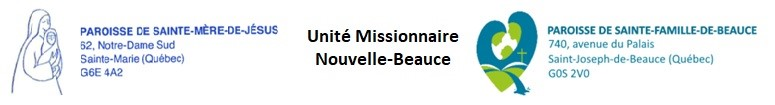 PAROISSE DE SAINTE-MÈRE-DE-JÉSUS
62, Notre-Dame Sud
Sainte-Marie (Québec)
G6E 4A2
Unité Missionnaire
Nouvelle-Beauce
PAROISSE DE SAINTE-FAMILLE-DE-BEAUCE
740, avenue du Palais
Saint-Joseph-de-Beauce (Québec)
G0S 2V0